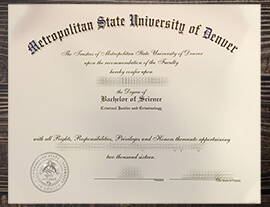 Metropolitan State University of Denver
The Trustees of Metropolitan State University of Denver
upon the recommendation of the Faculty
hereby confer upon
the Degree of
Bachelor of Science
Criminal Justice and Criminology
with all Rights, Responsibilities, Privileges and Honors thereunto appertaining
two thousand sixteen.